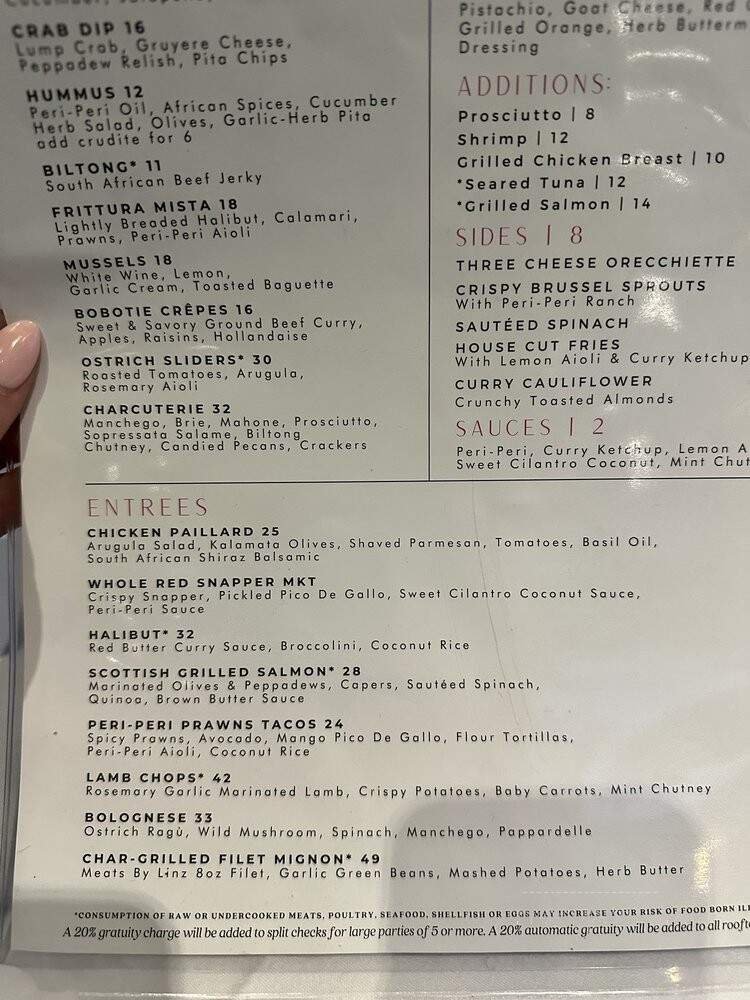 CRAB DIP 16
Lump Crab, Gruyere Cheese,
Peppadew Relish, Pita Chips
HUMMUS 12
Peri-Peri Oil, African Spices, Cucumber
Herb Salad, Olives, Garlic-Herb Pita
add crudite for 6
BILTONG* 11
South African Beef Jerky
FRITTURA MISTA 18
Lightly Breaded Halibut, Calamari,
Prawns, Peri-Peri Aioli
MUSSELS 18
White Wine, Lemon,
Garlic Cream, Toasted Baguette
BOBOTIE CRÊPES 16
Sweet & Savory Ground Beef Curry,
Apples, Raisins, Hollandaise
OSTRICH SLIDERS* 30
Roasted Tomatoes, Arugula,
Rosemary Aioli
CHARCUTERIE 32
Manchego, Brie, Mahone, Prosciutto,
Sopressata Salame, Biltong
Chutney, Candied Pecans, Crackers
Pistachio, Goat Cheese, Red
Grilled Orange, Herb Butterm
Dressing
ADDITIONS:
Prosciutto | 8
Shrimp | 12
Grilled Chicken Breast | 10
*Seared Tuna | 12
*Grilled Salmon | 14
SIDES | 8
THREE CHEESE ORECCHIETTE
CRISPY BRUSSEL SPROUTS
With Peri-Peri Ranch
SAUTÉED SPINACH
HOUSE CUT FRIES
With Lemon Aioli & Curry Ketchup
CURRY CAULIFLOWER
Crunchy Toasted Almonds
SAUCES | 2
Peri-Peri, Curry Ketchup, Lemon A
Sweet Cilantro Coconut, Mint Chut
ENTREES
CHICKEN PAILLARD 25
Arugula Salad, Kalamata Olives, Shaved Parmesan, Tomatoes, Basil Oil,
South African Shiraz Balsamic
WHOLE RED SNAPPER MKT
Crispy Snapper, Pickled Pico De Gallo, Sweet Cilantro Coconut Sauce,
Peri-Peri Sauce
HALIBUT* 32
Red Butter Curry Sauce, Broccolini, Coconut Rice
SCOTTISH GRILLED SALMON* 28
Marinated Olives & Peppadews, Capers, Sautéed Spinach,
Quinoa, Brown Butter Sauce
PERI-PERI PRAWNS TACOS 24
Spicy Prawns, Avocado, Mango Pico De Gallo, Flour Tortillas,
Peri-Peri Aioli, Coconut Rice
LAMB CHOPS* 42
Rosemary Garlic Marinated Lamb, Crispy Potatoes, Baby Carrots, Mint Chutney
BOLOGNESE 33
Ostrich Ragù, Wild Mushroom, Spinach, Manchego, Pappardelle
CHAR-GRILLED FILET MIGNON* 49
Meats By Linz 8oz Filet, Garlic Green Beans, Mashed Potatoes, Herb Butter
*CONSUMPTION OF RAW OR UNDERCOOKED MEATS, POULTRY, SEAFOOD, SHELLFISH OR EGGS MAY INCREASE YOUR RISK OF FOOD BORN ILL
A 20% gratuity charge will be added to split checks for large parties of 5 or more. A 20% automatic gratuity will be added to all roofto